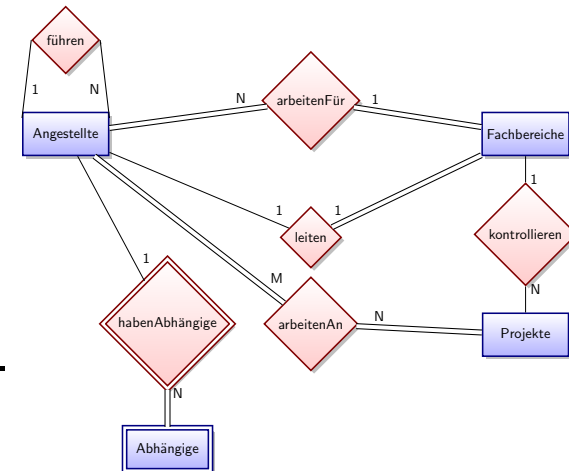 führen
1
N
N
arbeitenFür
1
Angestellte
Fachbereiche
1
1
1
leiten
kontrollieren
1
M
N
habenAbhängige
arbeitenAn
N
Projekte
N
Abhängige